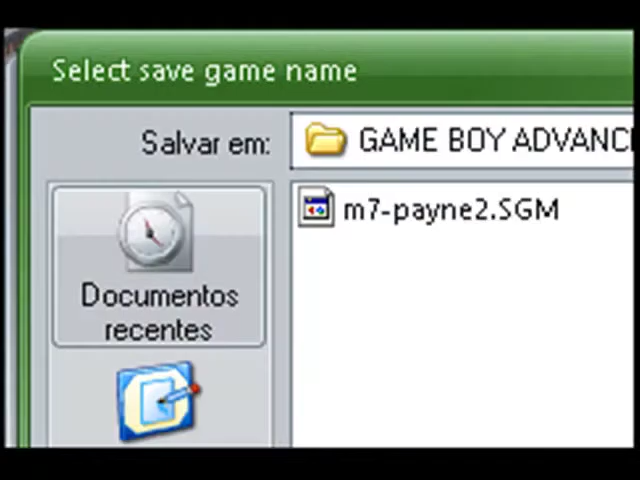 Select save game name
Salvar em:
GAME BOY ADVANC
m7-payne2.SGM
Documentos
recentes